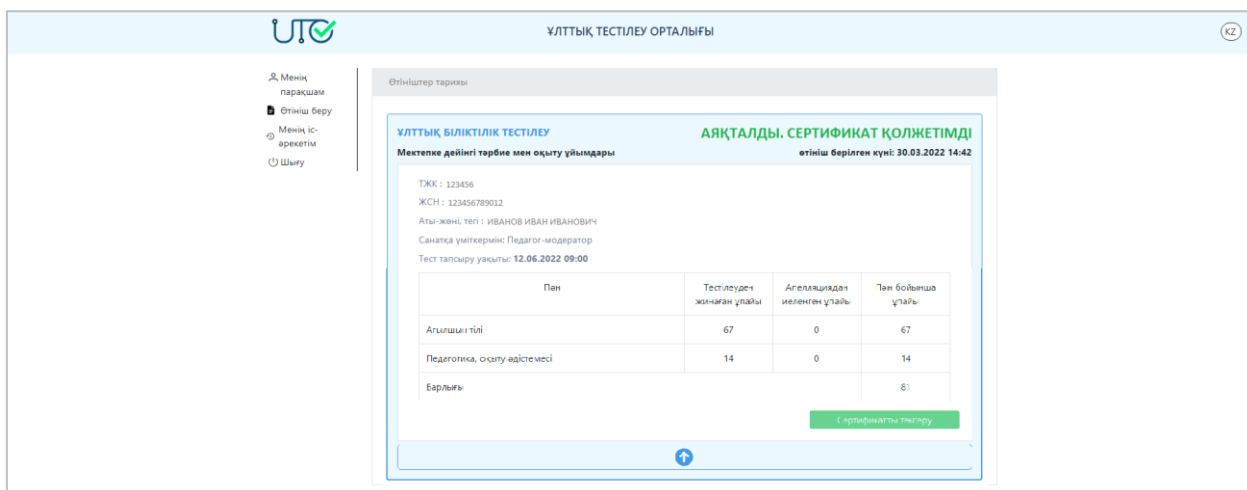 UTO
ҰЛТТЫҚ ТЕСТІЛЕУ ОРТАЛЫҒЫ
KZ
Менің
парақшам
Өтініш беру
Менің іс-
әрекетім
Шығу
Өтініштер тарихы
ҰЛТТЫҚ БІЛІКТІЛІК ТЕСТІЛЕУ
АЯҚТАЛДЫ. СЕРТИФИКАТ ҚОЛЖЕТІМДІ
Мектепке дейінгі тәрбие мен оқыту ұйымдары
өтініш берілген күні: 30.03.2022 14:42
ТЖК : 123456
ЖСН : 123456789012
Аты-жөні, тегі : ИВАНОВ ИВАН ИВАНОВИЧ
Санатқа үміткермін: Педагог-модератор
Тест тапсыру уақыты: 12.06.2022 09:00
Пән
Тестілеуден жинаған ұпайы
Апелляциядан иеленген ұпайы
Пән бойынша ұпайы
Ағылшын тілі 67 0 67
Педагогика, оқыту әдістемесі 14 0 14
Барлығы 81
Сертификатты тексеру